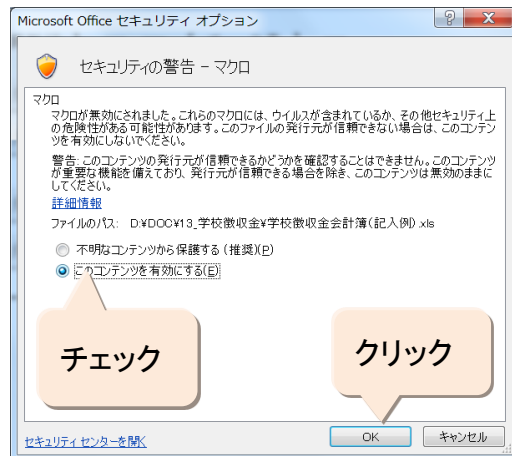 Microsoft Office セキュリティ オプション
セキュリティの警告 - マクロ
マクロ
マクロが無効にされました。これらのマクロには、ウイルスが含まれているか、その他セキュリティ上
の危険性がある可能性があります。このファイルの発行元が信頼できない場合は、このコンテン
ツを有効にしないでください。
警告: このコンテンツの発行元が信頼できるかどうかを確認することはできません。このコンテンツ
が重要な機能を備えており、発行元が信頼できる場合を除き、このコンテンツは無効のままに
してください。
詳細情報
ファイルのパス: D:¥DOC¥13_学校徴収金¥学校徴収金会計簿(記入例).xls
不明なコンテンツから保護する (推奨)(P)
このコンテンツを有効にする(E)
チェック
クリック
セキュリティ センターを開く
OK
キャンセル